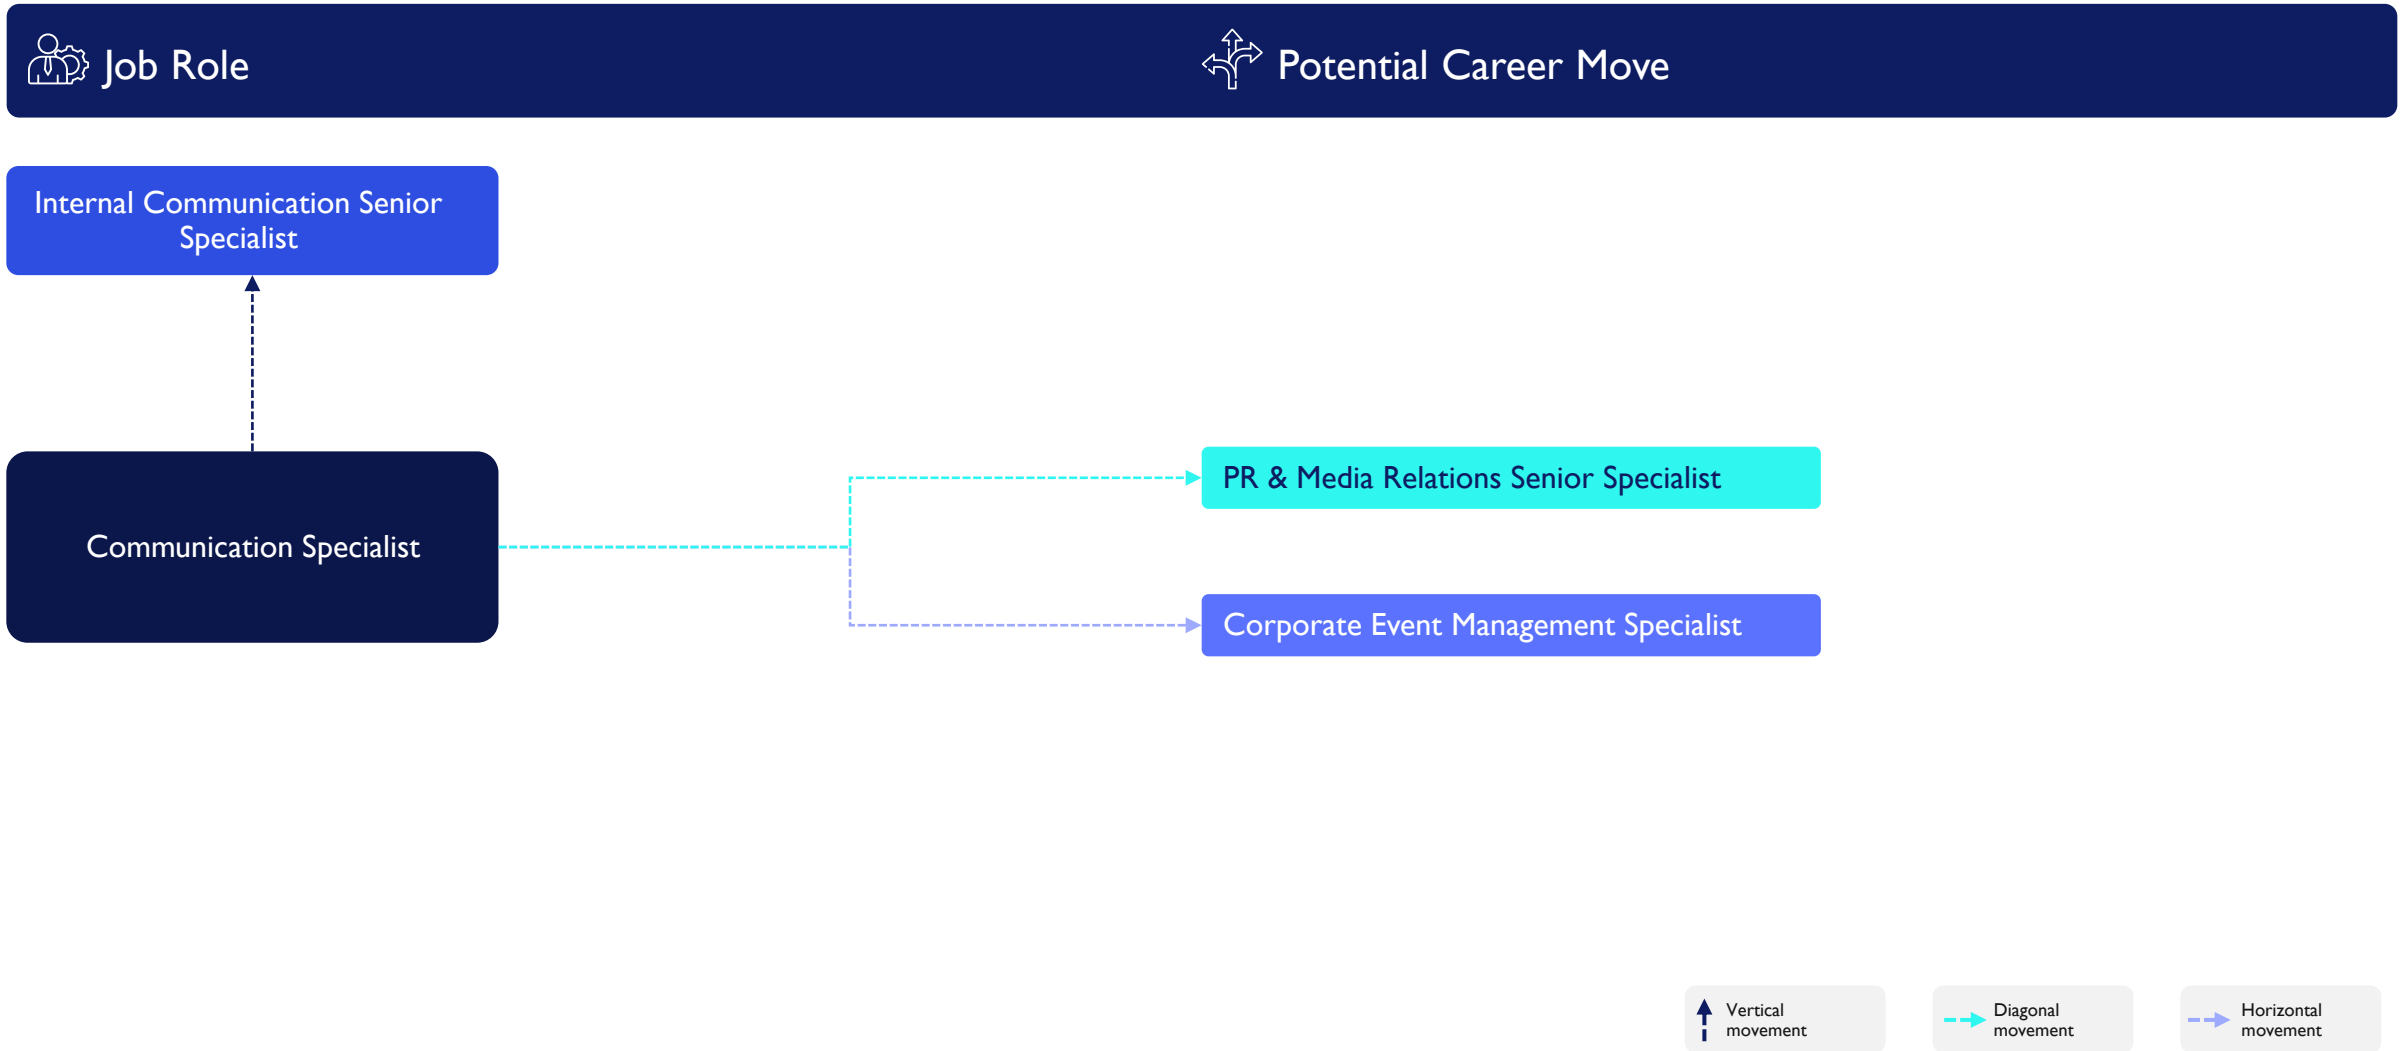 Job Role
Potential Career Move
Internal Communication Senior
Specialist
Communication Specialist
PR & Media Relations Senior Specialist
Corporate Event Management Specialist
Vertical
movement
Diagonal
movement
Horizontal
movement